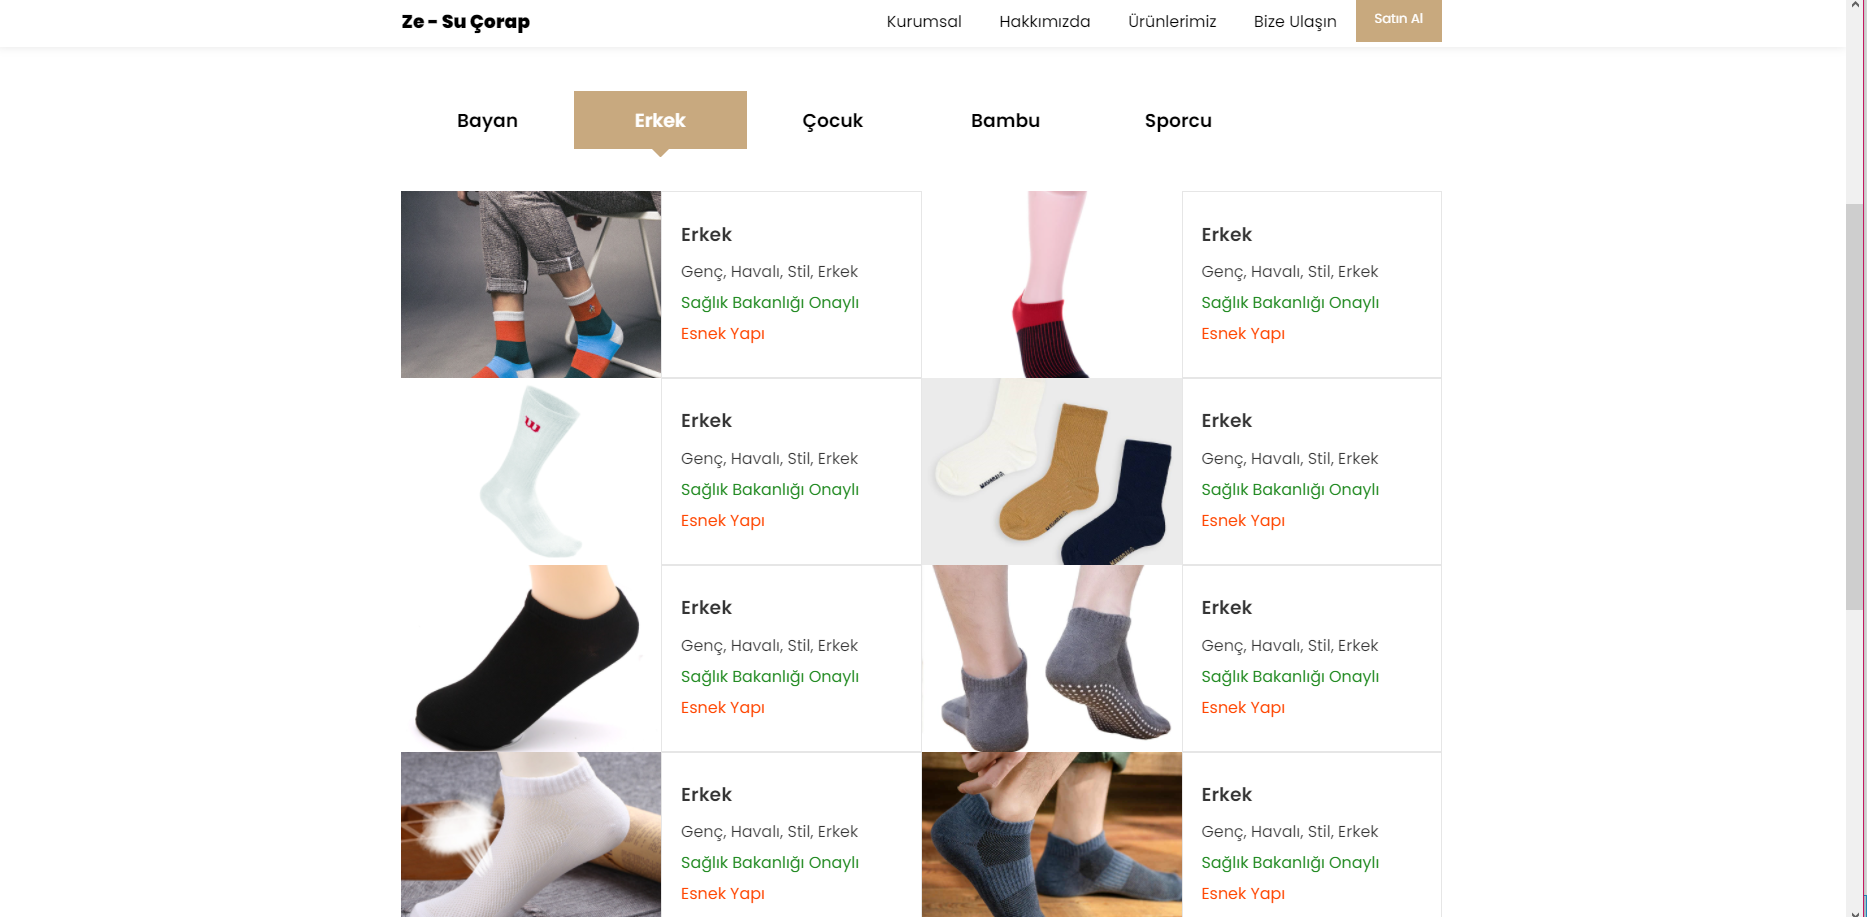 Ze - Su Çorap
Kurumsal
Hakkımızda
Ürünlerimiz
Bize Ulaşın
Satın Al
Bayan
Erkek
Çocuk
Bambu
Sporcu
Erkek
Genç, Havalı, Stil, Erkek
Sağlık Bakanlığı Onaylı
Esnek Yapı
Erkek
Genç, Havalı, Stil, Erkek
Sağlık Bakanlığı Onaylı
Esnek Yapı
W
Erkek
Genç, Havalı, Stil, Erkek
Sağlık Bakanlığı Onaylı
Esnek Yapı
Erkek
Genç, Havalı, Stil, Erkek
Sağlık Bakanlığı Onaylı
Esnek Yapı
Erkek
Genç, Havalı, Stil, Erkek
Sağlık Bakanlığı Onaylı
Esnek Yapı
Erkek
Genç, Havalı, Stil, Erkek
Sağlık Bakanlığı Onaylı
Esnek Yapı
Erkek
Genç, Havalı, Stil, Erkek
Sağlık Bakanlığı Onaylı
Esnek Yapı
Erkek
Genç, Havalı, Stil, Erkek
Sağlık Bakanlığı Onaylı
Esnek Yapı